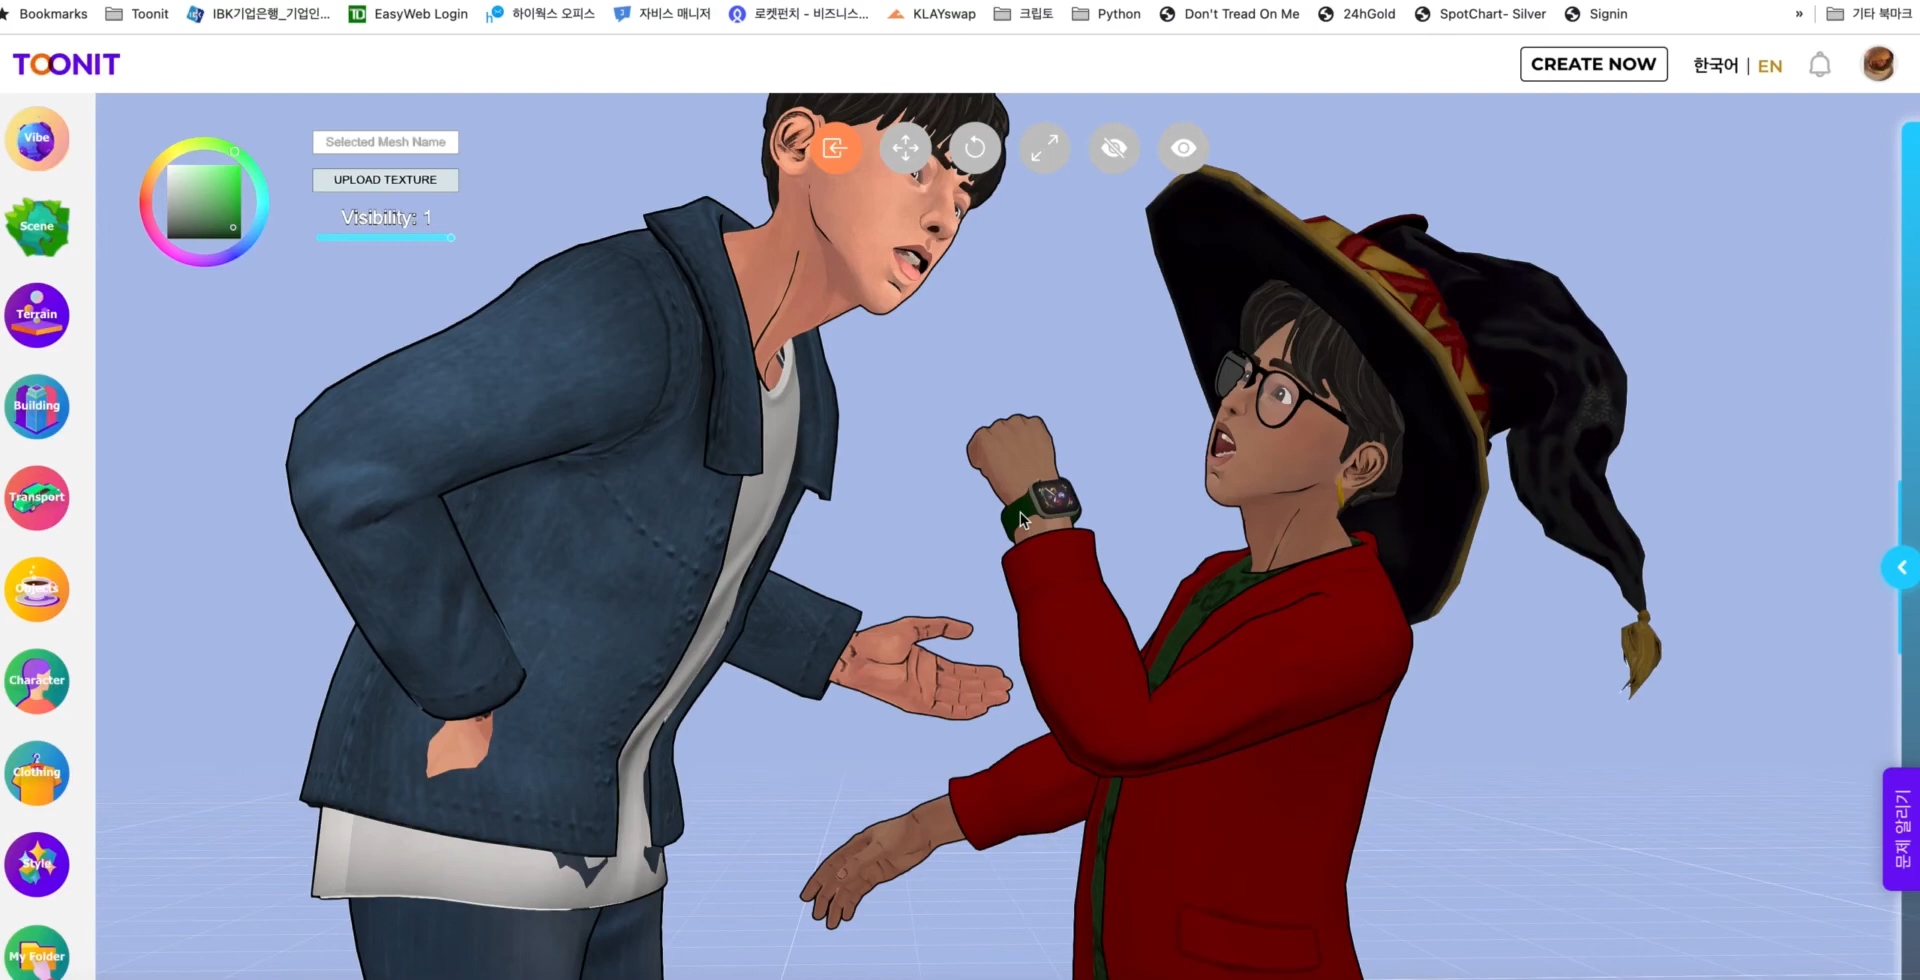 Bookmarks Toonit IBK기업은행_기업인... EasyWeb Login 하이웍스 오피스 자비스 매니저 로켓펀치 - 비즈니스... KLAYswap 크립토 Python Don't Tread On Me 24hGold SpotChart- Silver Signin » 기타 북마크
TOONIT CREATE NOW 한국어 | EN
Vibe
Selected Mesh Name
UPLOAD TEXTURE
Visibility: 1
Scene
Terrain
Building
Transport
Objects
Character
Clothing
Style
My Folder
문제 알리기